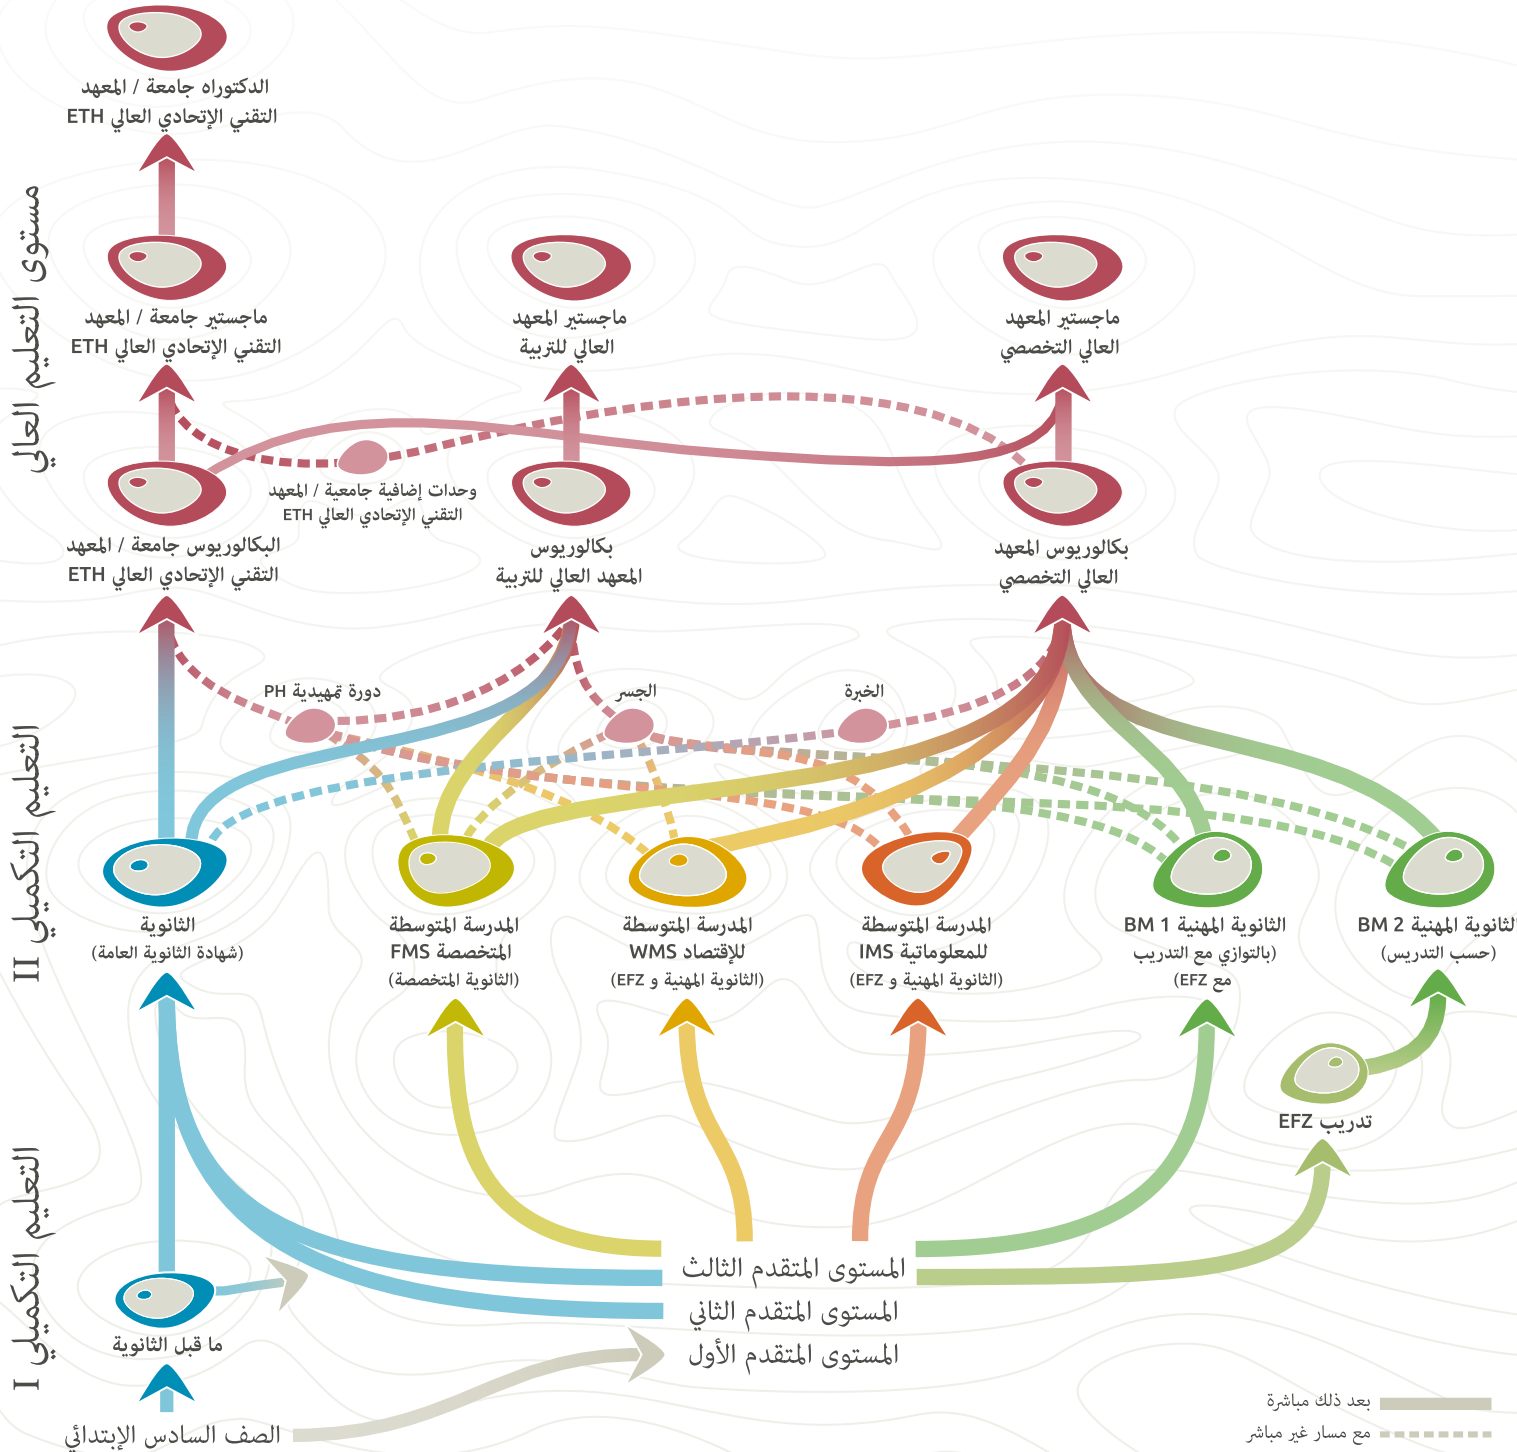 الدكتوراه جامعة / المعهد
التقني الإتحادي العالي ETH
مستوى التعليم العالي
ماجستير جامعة / المعهد
التقني الإتحادي العالي ETH
ماجستير المعهد
العالي للتربية
ماجستير المعهد
العالي التخصصي
وحدات إضافية جامعية / المعهد
التقني الإتحادي العالي ETH
البكالوريوس جامعة / المعهد
التقني الإتحادي العالي ETH
بكالوريوس
المعهد العالي للتربية
بكالوريوس المعهد
العالي التخصصي
دورة تمهيدية PH
الجسر
الخبرة
التعليم التكميلي II
الثانوية
(شهادة الثانوية العامة)
المدرسة المتوسطة
المتخصصة FMS
(الثانوية المتخصصة)
المدرسة المتوسطة
للإقتصاد WMS
(الثانوية المهنية و EFZ)
المدرسة المتوسطة
للمعلوماتية IMS
(الثانوية المهنية و EFZ)
الثانوية المهنية BM 1
(بالتوازي مع التدريب
مع EFZ)
الثانوية المهنية BM 2
(حسب التدريس)
تدريب EFZ
التعليم التكميلي I
المستوى المتقدم الثالث
المستوى المتقدم الثاني
المستوى المتقدم الأول
ما قبل الثانوية
الصف السادس الإبتدائي
بعد ذلك مباشرة
مع مسار غير مباشر